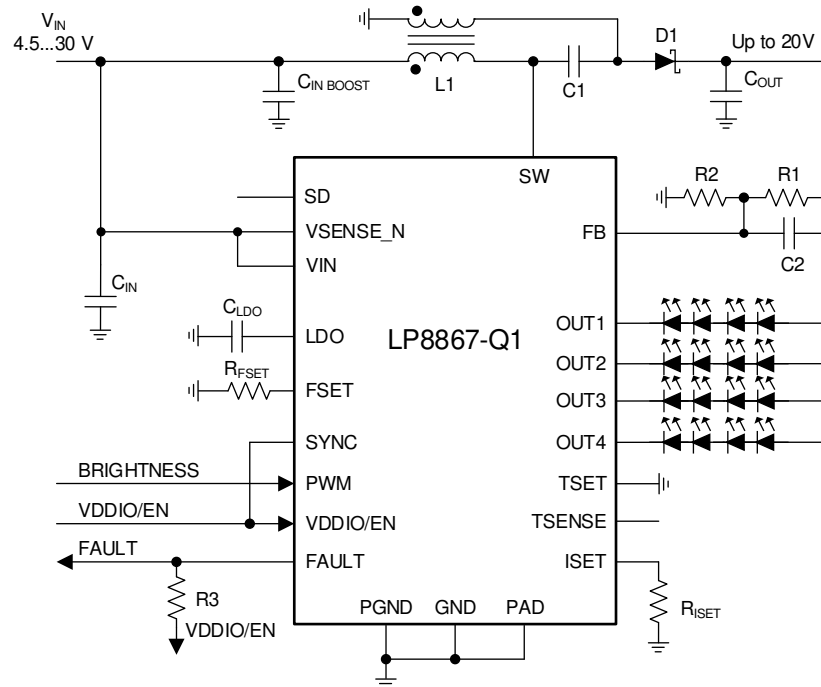 V_IN
4.5...30 V
D1
Up to 20V
C_IN BOOST
L1
C1
C_OUT
SW
R2
R1
SD
VSENSE_N
FB
C2
VIN
C_IN
C_LDO
LDO
LP8867-Q1
OUT1
OUT2
R_FSET
FSET
OUT3
SYNC
OUT4
BRIGHTNESS
PWM
TSET
VDDIO/EN
VDDIO/EN
TSENSE
FAULT
FAULT
ISET
R3
PGND
GND
PAD
R_ISET
VDDIO/EN